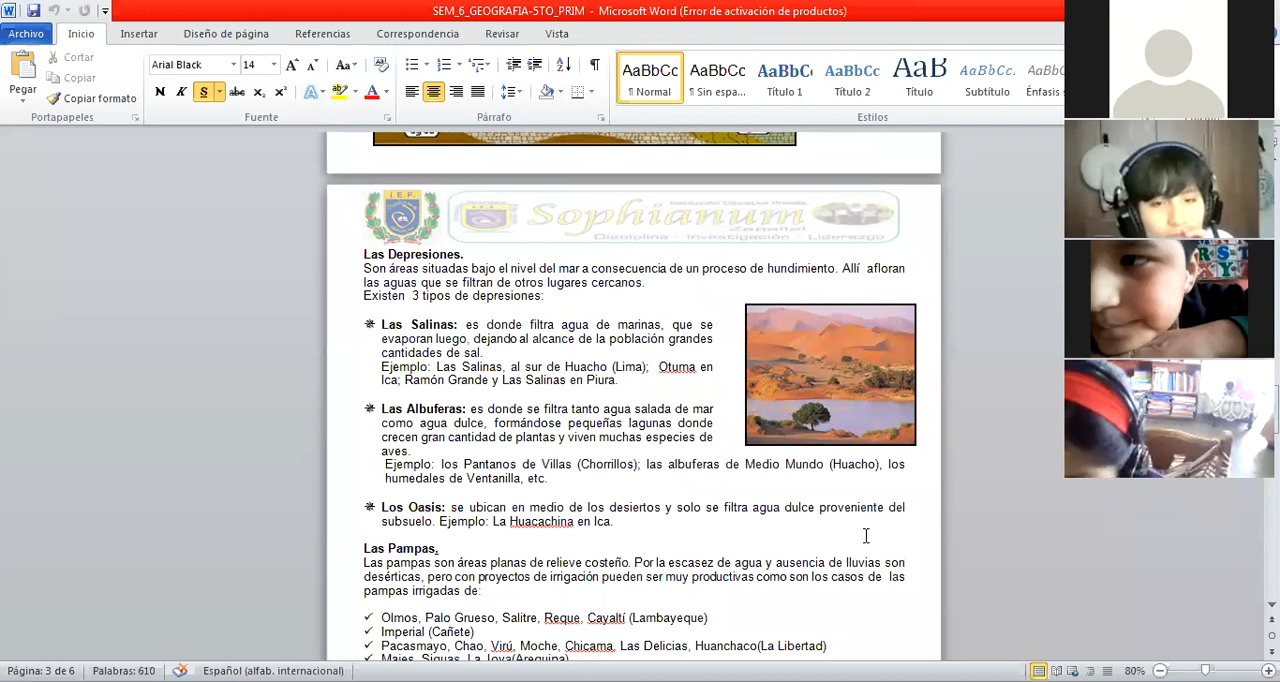 SEM_6_GEOGRAFIA-5TO_PRIM - Microsoft Word (Error de activación de productos)
Archivo Inicio Insertar Diseño de página Referencias Correspondencia Revisar Vista
Cortar
Copiar
Copiar formato
Pegar
Portapapeles
Arial Black 14
Fuente
Párrafo
AaBbCc AaBbCc AaBbC AaBbCc AaB AaBbCc. AaBbCc
¶ Normal ¶ Sin espa... Título 1 Título 2 Título Subtítulo Énfasis
Estilos
I.E.P.
Institución Educativa Privada
Sophianum
Zapallal
Disciplina - Investigación - Liderazgo
Las Depresiones.
Son áreas situadas bajo el nivel del mar a consecuencia de un proceso de hundimiento. Allí afloran
las aguas que se filtran de otros lugares cercanos.
Existen 3 tipos de depresiones:
Las Salinas: es donde filtra agua de marinas, que se
evaporan luego, dejando al alcance de la población grandes
cantidades de sal.
Ejemplo: Las Salinas, al sur de Huacho (Lima); Otuma en
Ica; Ramón Grande y Las Salinas en Piura.
Las Albuferas: es donde se filtra tanto agua salada de mar
como agua dulce, formándose pequeñas lagunas donde
crecen gran cantidad de plantas y viven muchas especies de
aves.
Ejemplo: los Pantanos de Villas (Chorrillos); las albuferas de Medio Mundo (Huacho), los
humedales de Ventanilla, etc.
Los Oasis: se ubican en medio de los desiertos y solo se filtra agua dulce proveniente del
subsuelo. Ejemplo: La Huacachina en Ica.
Las Pampas.
Las pampas son áreas planas de relieve costeño. Por la escasez de agua y ausencia de lluvias son
desérticas, pero con proyectos de irrigación pueden ser muy productivas como son los casos de las
pampas irrigadas de:
✓ Olmos, Palo Grueso, Salitre, Reque, Cayaltí (Lambayeque)
✓ Imperial (Cañete)
✓ Pacasmayo, Chao, Virú, Moche, Chicama, Las Delicias, Huanchaco(La Libertad)
✓ Majes, Siguas, La Joya(Arequipa)
Página: 3 de 6 Palabras: 610 Español (alfab. internacional) 80%